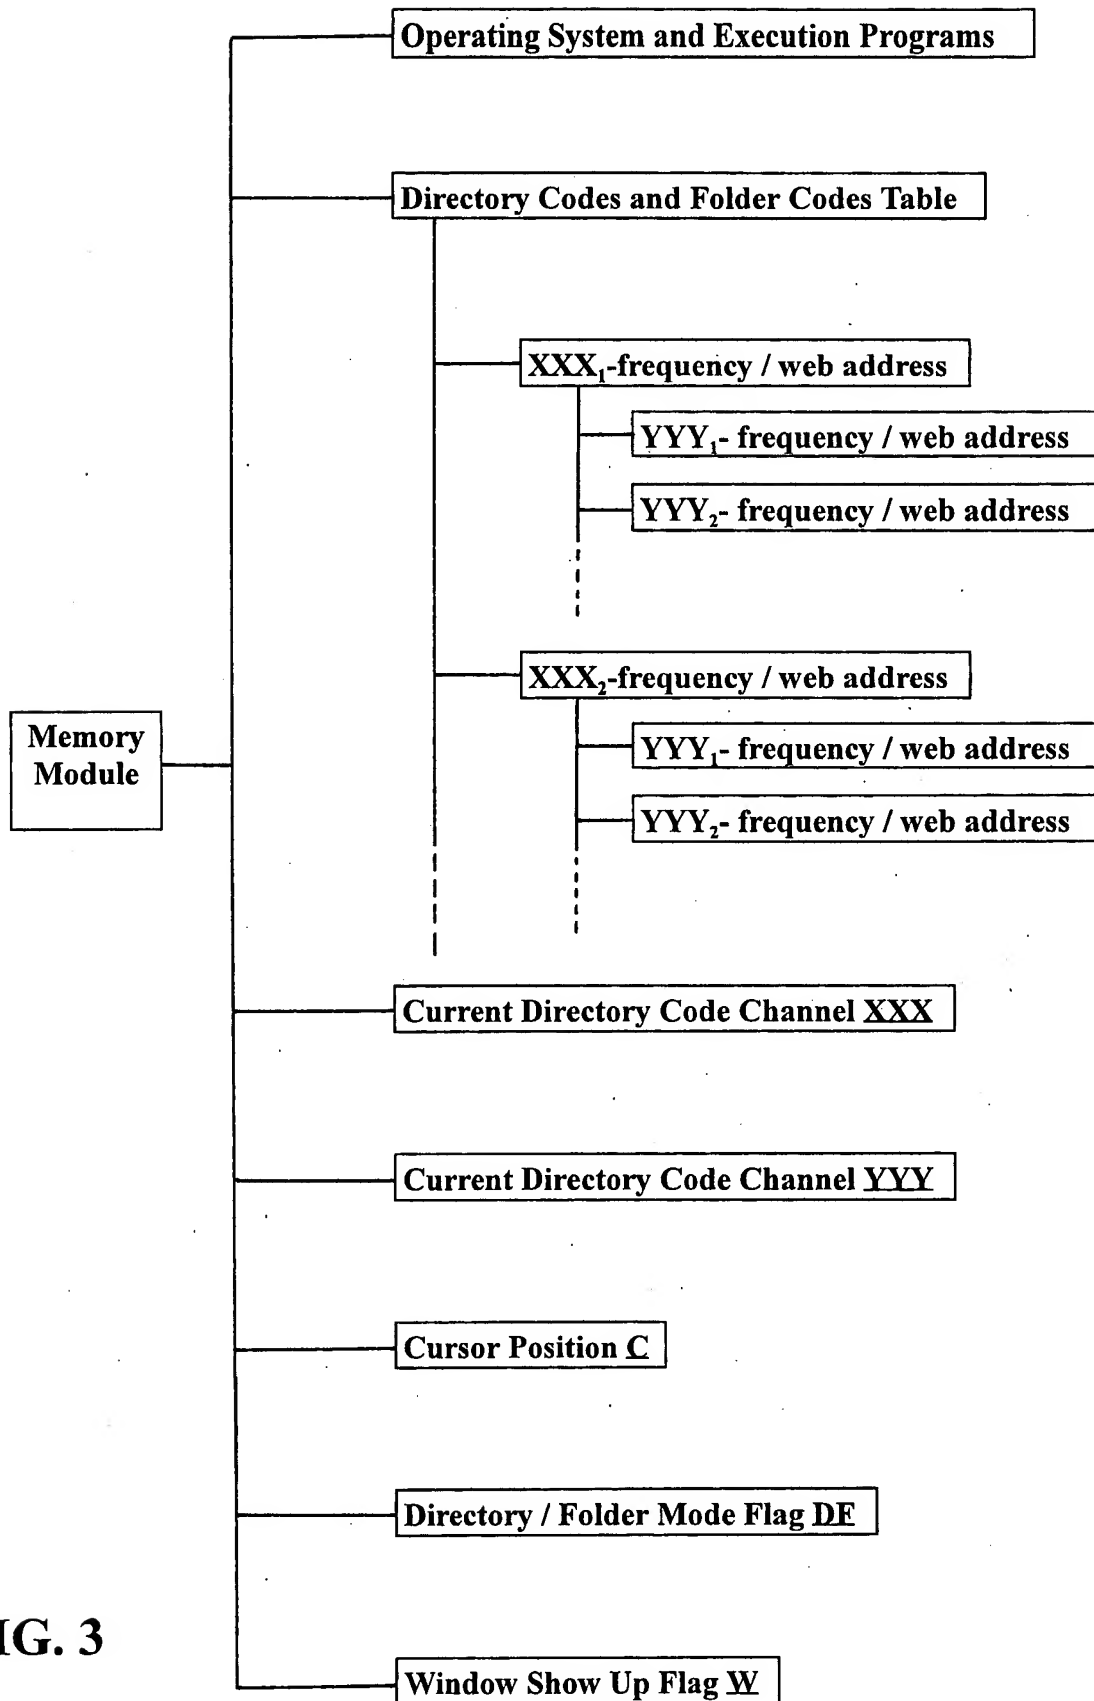 Operating System and Execution Programs
Directory Codes and Folder Codes Table
XXX₁-frequency / web address
YYY₁- frequency / web address
YYY₂- frequency / web address
XXX₂-frequency / web address
Memory
Module
YYY₁- frequency / web address
YYY₂- frequency / web address
Current Directory Code Channel XXX
Current Directory Code Channel YYY
Cursor Position C
Directory / Folder Mode Flag DF
IG. 3
Window Show Up Flag W